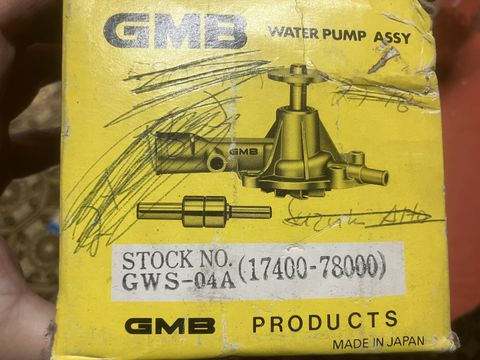 GMB WATER PUMP ASSY
GMB
STOCK NO. (17400-78000)
GWS-04A
GMB PRODUCTS
MADE IN JAPAN